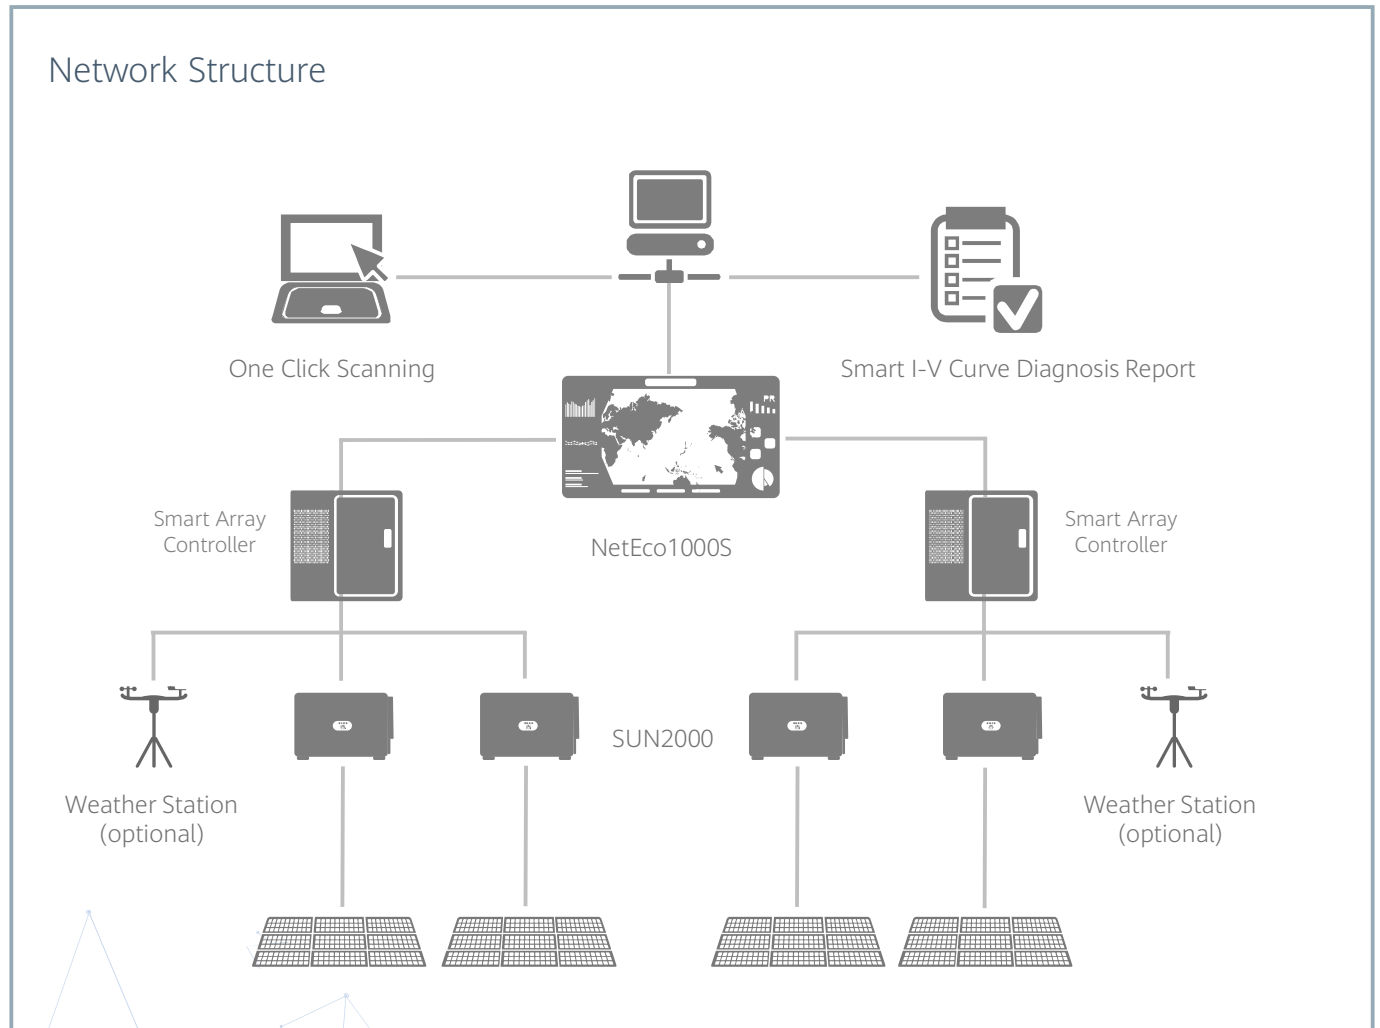 Network Structure
One Click Scanning
Smart I-V Curve Diagnosis Report
Smart Array
Controller
NetEco1000S
Smart Array
Controller
SUN2000
Weather Station
(optional)
Weather Station
(optional)